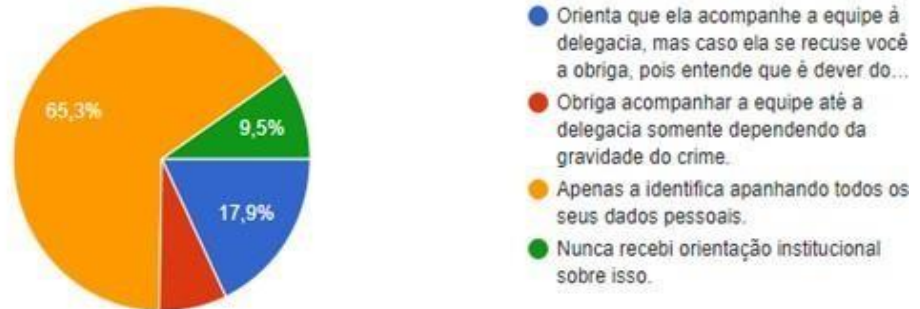 65,3%
9,5%
17,9%
Orienta que ela acompanhe a equipe à
delegacia, mas caso ela se recuse você
a obriga, pois entende que é dever do...
Obriga acompanhar a equipe até a
delegacia somente dependendo da
gravidade do crime.
Apenas a identifica apanhando todos os
seus dados pessoais.
Nunca recebi orientação institucional
sobre isso.